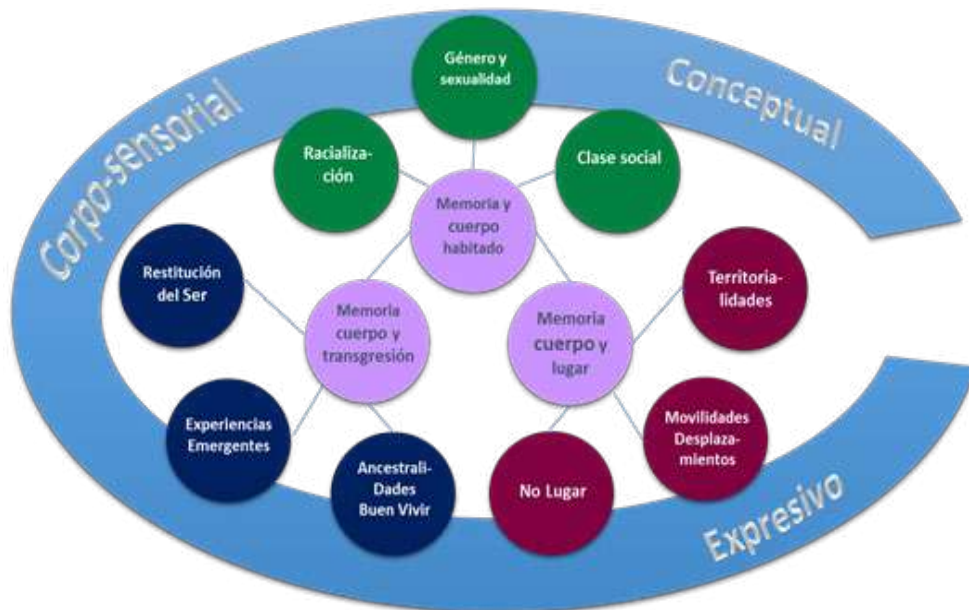 Género y
sexualidad
Conceptual
Corpo-sensorial
Racializa-
ción
Clase social
Memoria y
cuerpo
habitado
Restitución
del Ser
Territoria-
lidades
Memoria
cuerpo y
transgresión
Memoria
cuerpo y
lugar
Experiencias
Emergentes
Movilidades
Desplaza-
mientos
Ancestrali-
Dades
Buen Vivir
No Lugar
Expresivo